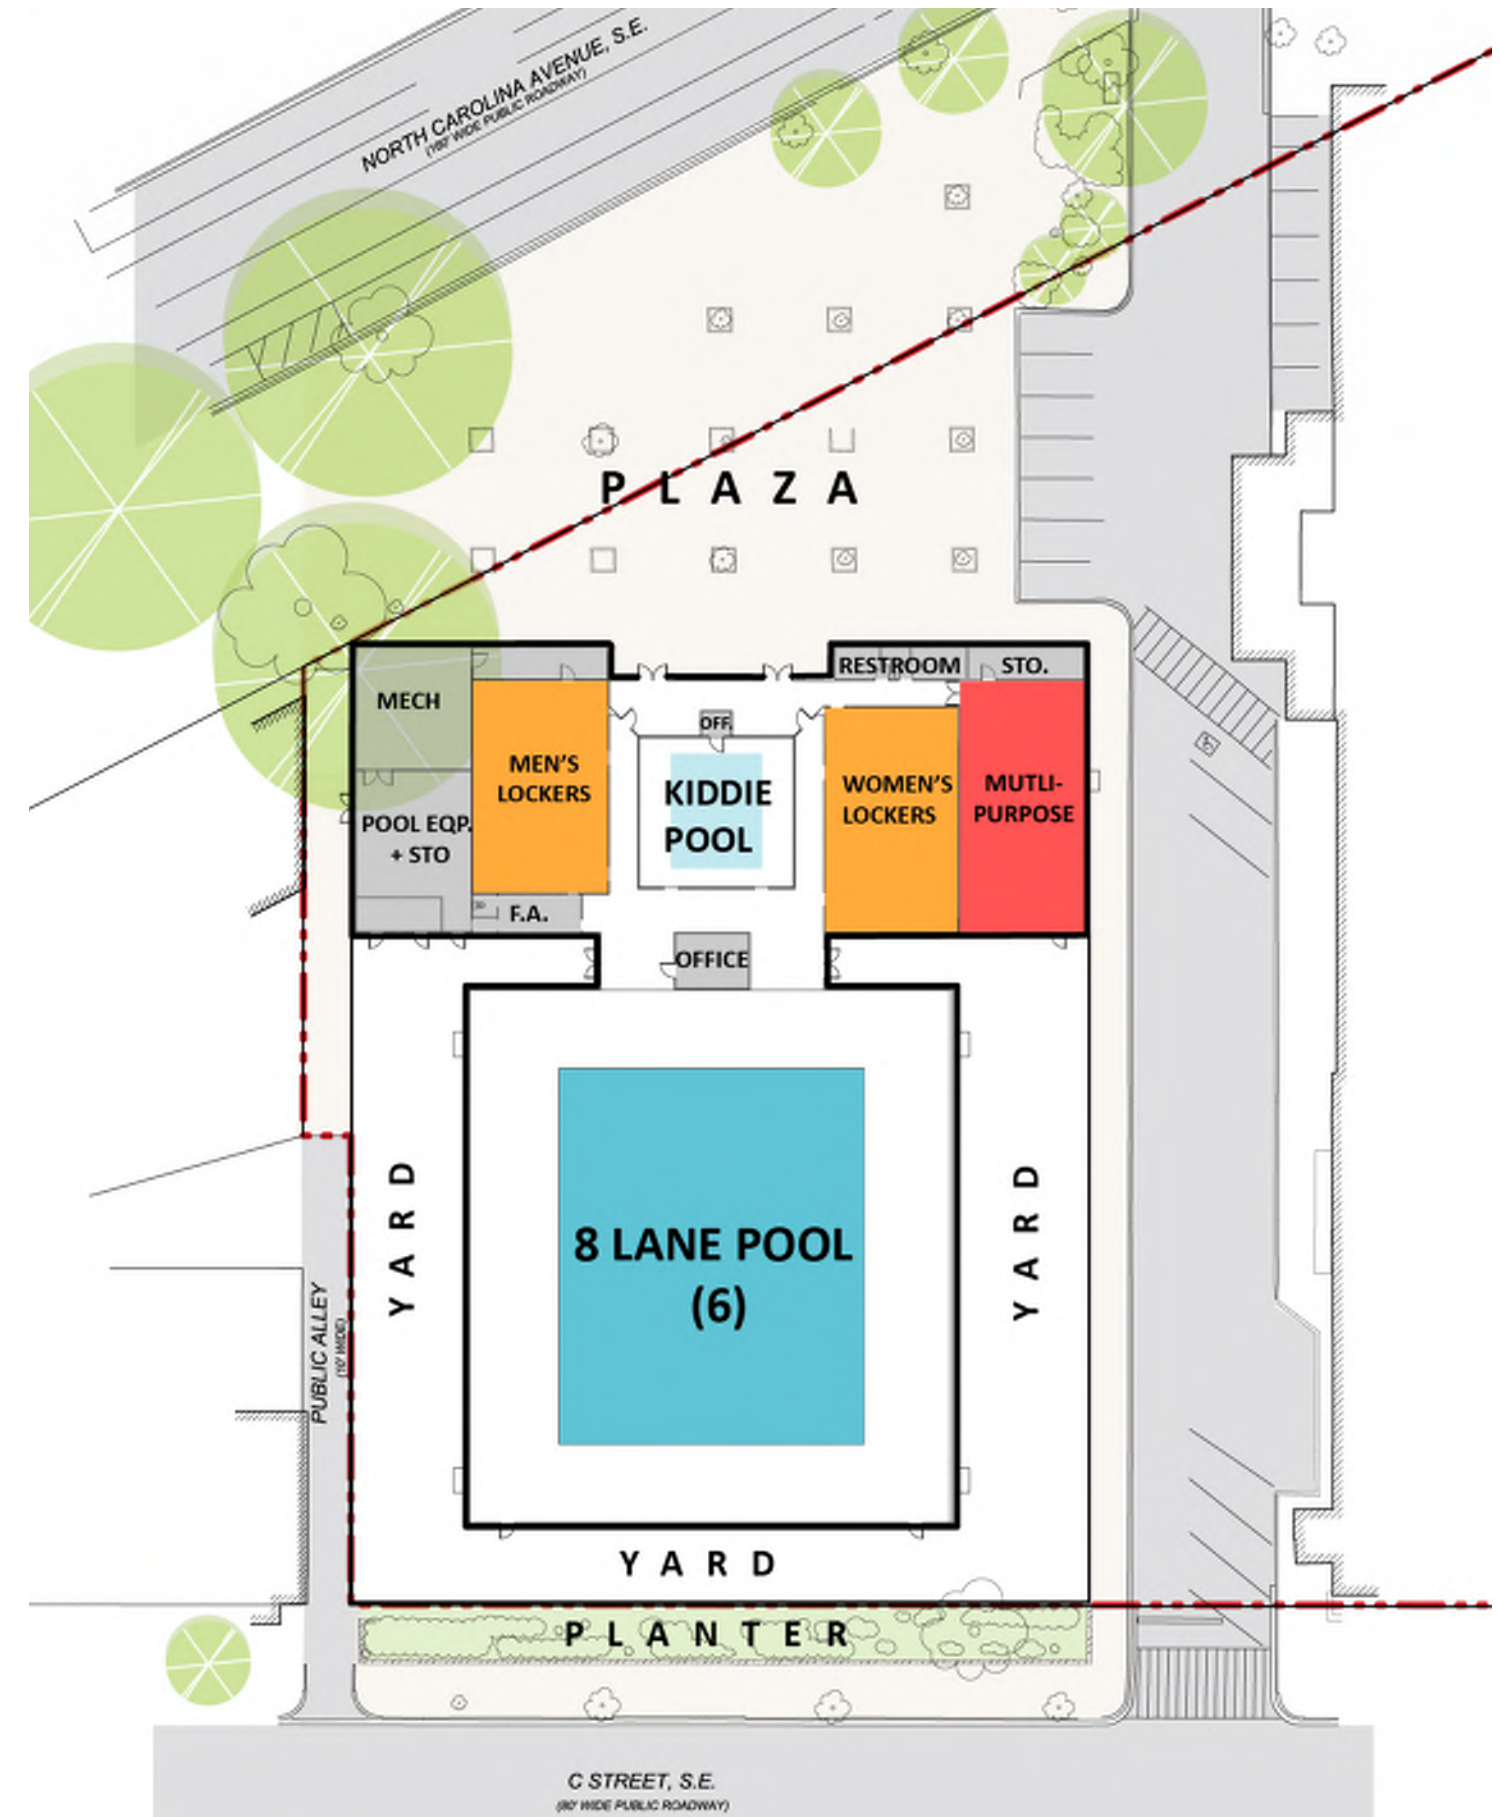 NORTH CAROLINA AVENUE, S.E.
(160' WIDE PUBLIC ROADWAY)
PLAZA
RESTROOM
STO.
MECH
OFF.
MEN'S
LOCKERS
KIDDIE
POOL
WOMEN'S
LOCKERS
MUTLI-
PURPOSE
POOL EQP.
+ STO
F.A.
OFFICE
YARD
YARD
8 LANE POOL
(6)
PUBLIC ALLEY
(10' WIDE)
YARD
PLANTER
C STREET, S.E.
(80' WIDE PUBLIC ROADWAY)